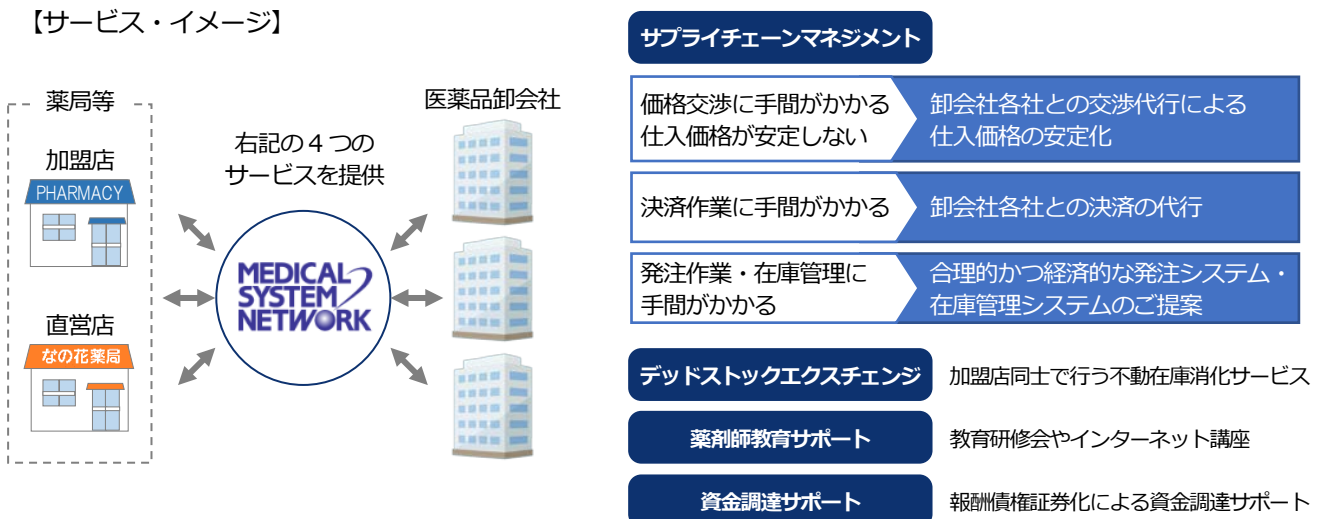 【サービス・イメージ】
薬局等
加盟店
PHARMACY
直営店
なの花薬局
右記の4つの
サービスを提供
MEDICAL
SYSTEM
NETWORK
医薬品卸会社
サプライチェーンマネジメント
価格交渉に手間がかかる
仕入価格が安定しない
卸会社各社との交渉代行による
仕入価格の安定化
決済作業に手間がかかる
卸会社各社との決済の代行
発注作業・在庫管理に
手間がかかる
合理的かつ経済的な発注システム・
在庫管理システムのご提案
デッドストックエクスチェンジ
加盟店同士で行う不動在庫消化サービス
薬剤師教育サポート
教育研修会やインターネット講座
資金調達サポート
報酬債権証券化による資金調達サポート